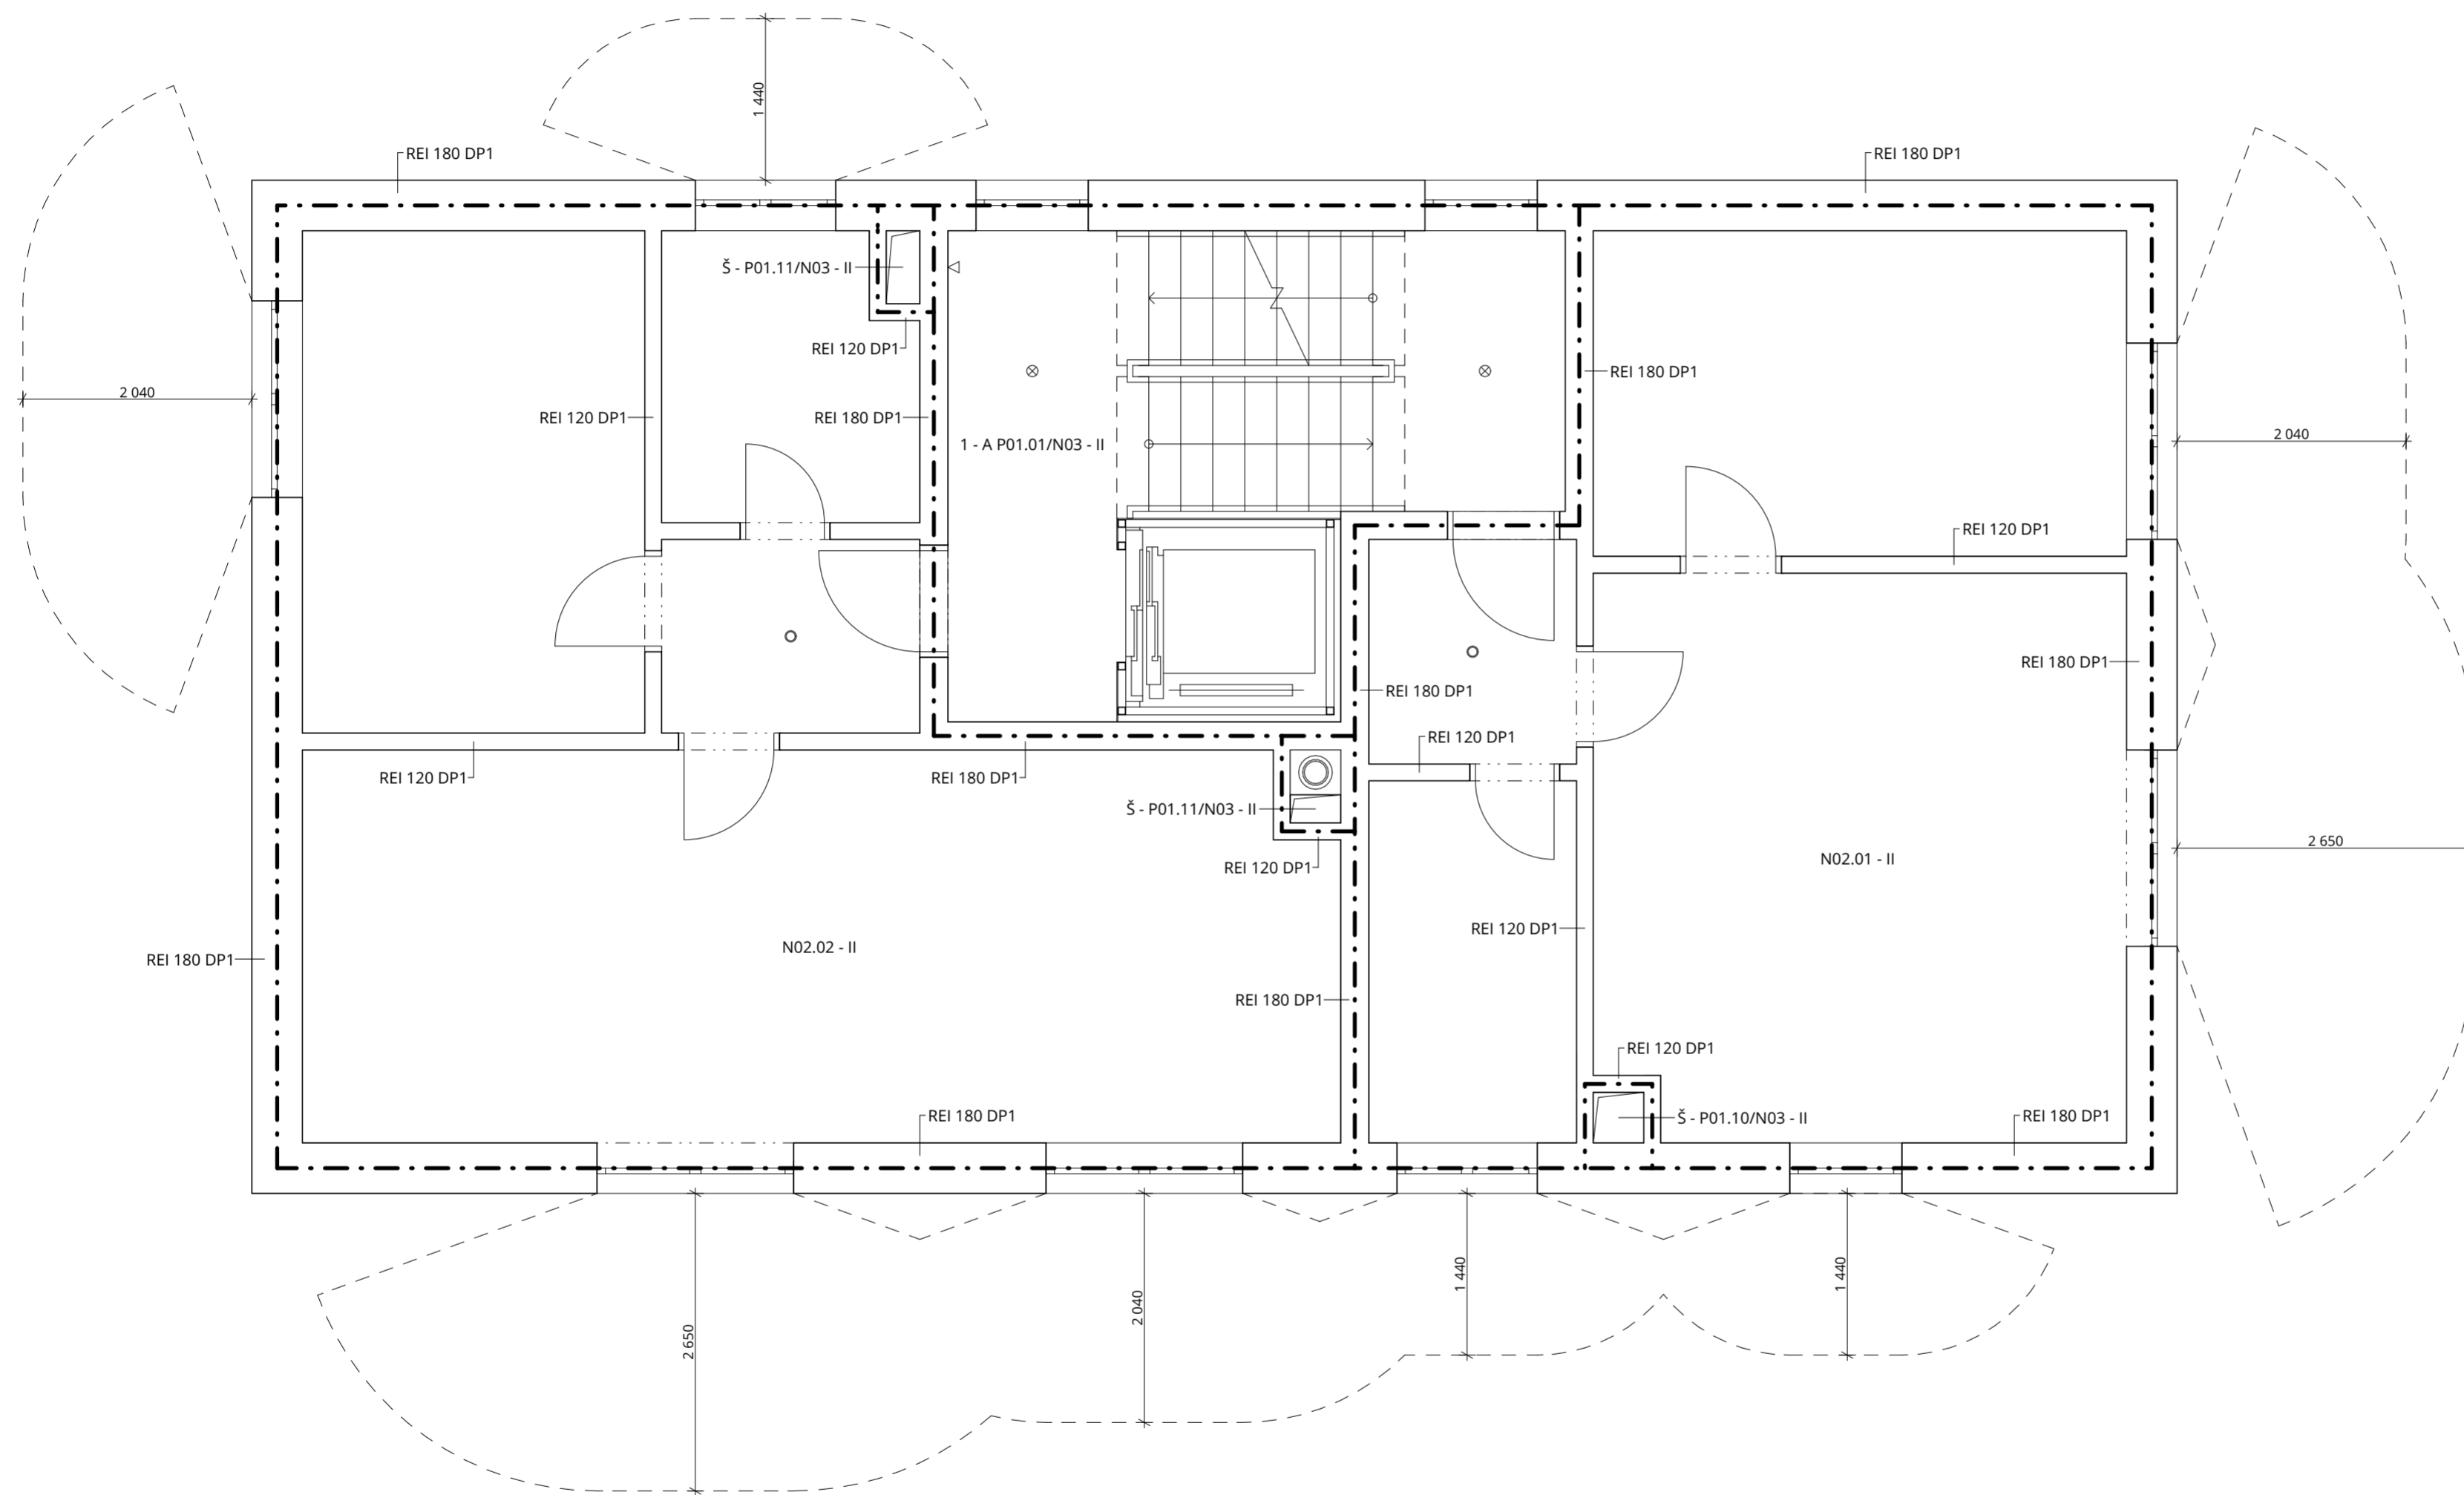 1 440
REI 180 DP1
REI 180 DP1
Š - P01.11/N03 - II
REI 120 DP1
REI 180 DP1
2 040
REI 120 DP1
REI 180 DP1
2 040
1 - A P01.01/N03 - II
REI 120 DP1
REI 180 DP1
REI 180 DP1
REI 120 DP1
REI 120 DP1
REI 180 DP1
Š - P01.11/N03 - II
2 650
N02.01 - II
REI 120 DP1
REI 120 DP1
N02.02 - II
REI 180 DP1
REI 180 DP1
REI 120 DP1
REI 180 DP1
Š - P01.10/N03 - II
REI 180 DP1
1 440
1 440
2 040
2 650